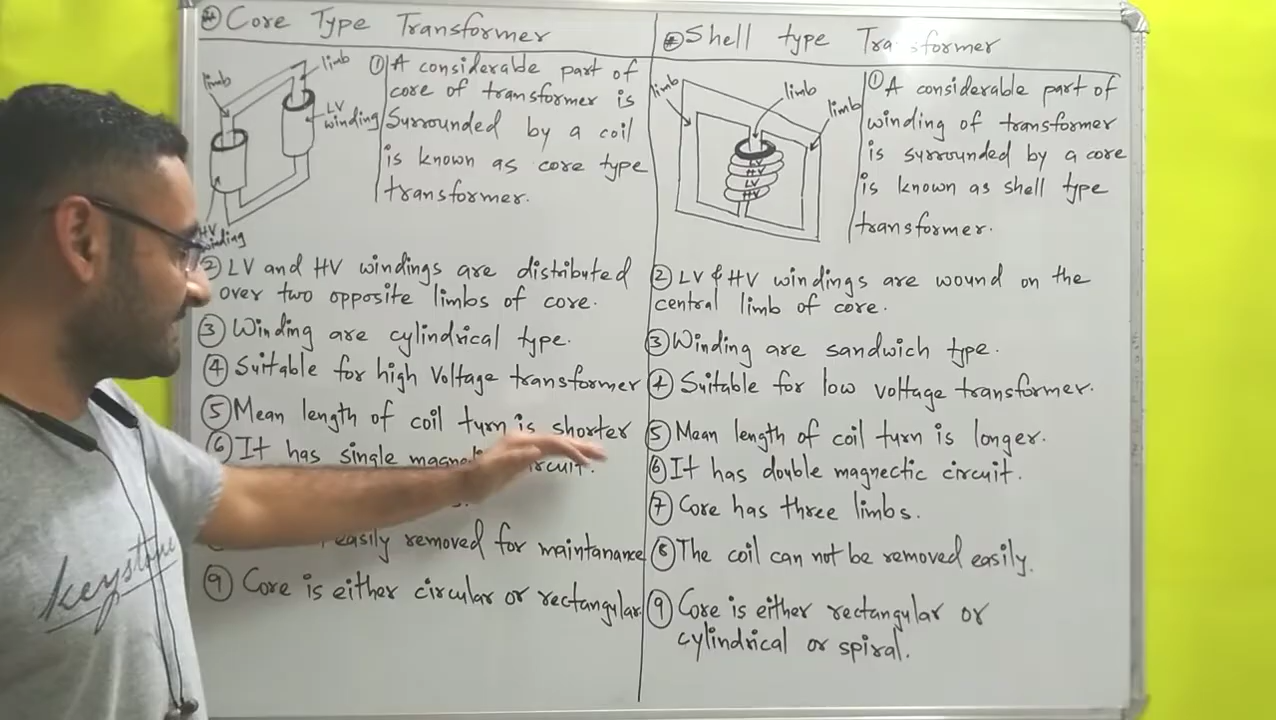 * Core Type Transformer
limb
limb
LV
winding
HV
winding
① A considerable part of
core of transformer is
Surrounded by a coil
is known as core type
transformer.
② LV and HV windings are distributed
over two opposite limbs of core.
③ Winding are cylindrical type.
④ Suitable for high Voltage transformer
⑤ Mean length of coil turn is shorter
⑥ It has single
easily removed for maintanance
⑨ Core is either circular or rectangular
* Shell type Transformer
limb
limb
limb
LV
HV
LV
HV
① A considerable part of
winding of transformer
is surrounded by a core
is known as shell type
transformer.
② LV & HV windings are wound on the
central limb of core.
③ Winding are sandwich type.
④ Suitable for low voltage transformer.
⑤ Mean length of coil turn is longer.
⑥ It has double magnectic circuit.
⑦ Core has three limbs.
⑧ The coil can not be removed easily.
⑨ Core is either rectangular or
cylindrical or spiral.
keystone